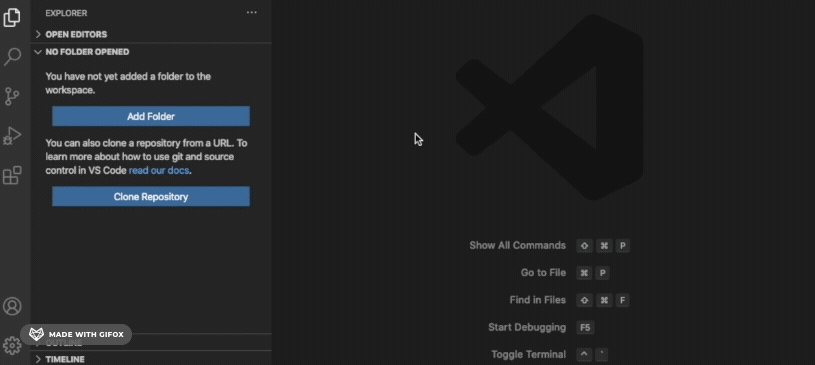 EXPLORER
OPEN EDITORS
NO FOLDER OPENED
You have not yet added a folder to the
workspace.
Add Folder
You can also clone a repository from a URL. To
learn more about how to use git and source
control in VS Code read our docs.
Clone Repository
MADE WITH GIFOX
OUTLINE
TIMELINE
Show All Commands ⇧ ⌘ P
Go to File ⌘ P
Find in Files ⇧ ⌘ F
Start Debugging F5
Toggle Terminal ^ `